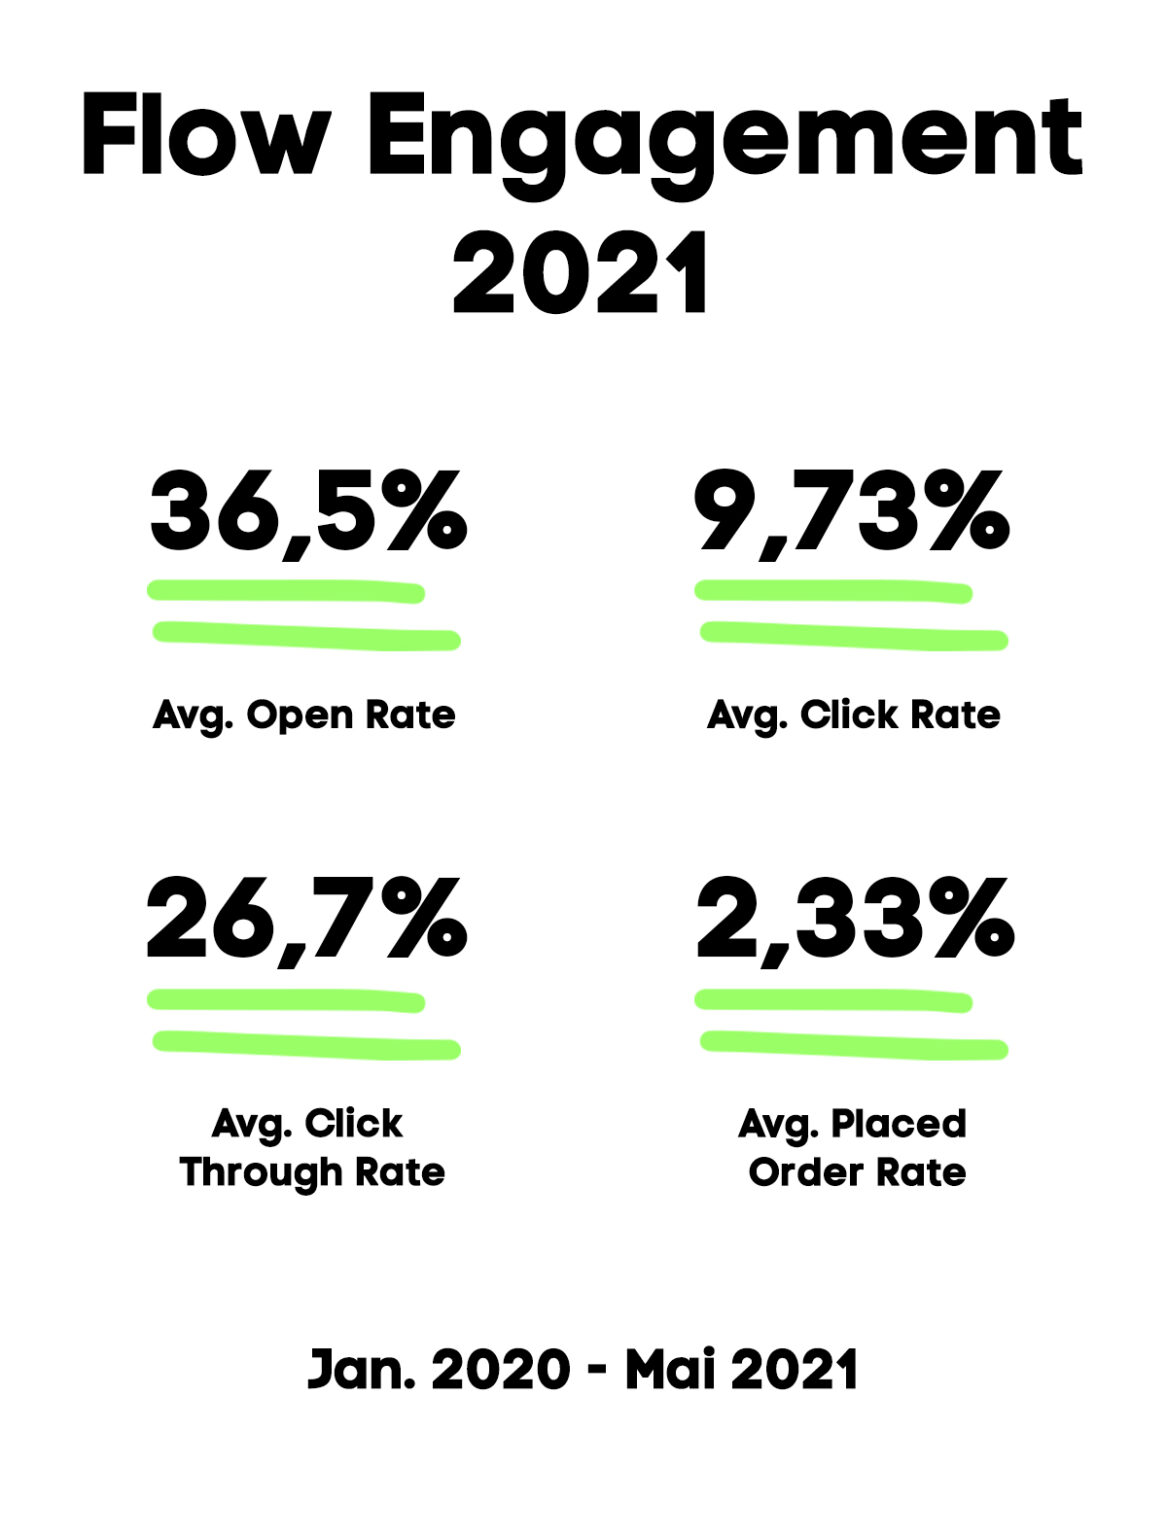 Flow Engagement
2021
36,5%
9,73%
Avg. Open Rate
Avg. Click Rate
26,7%
2,33%
Avg. Click
Through Rate
Avg. Placed
Order Rate
Jan. 2020 - Mai 2021